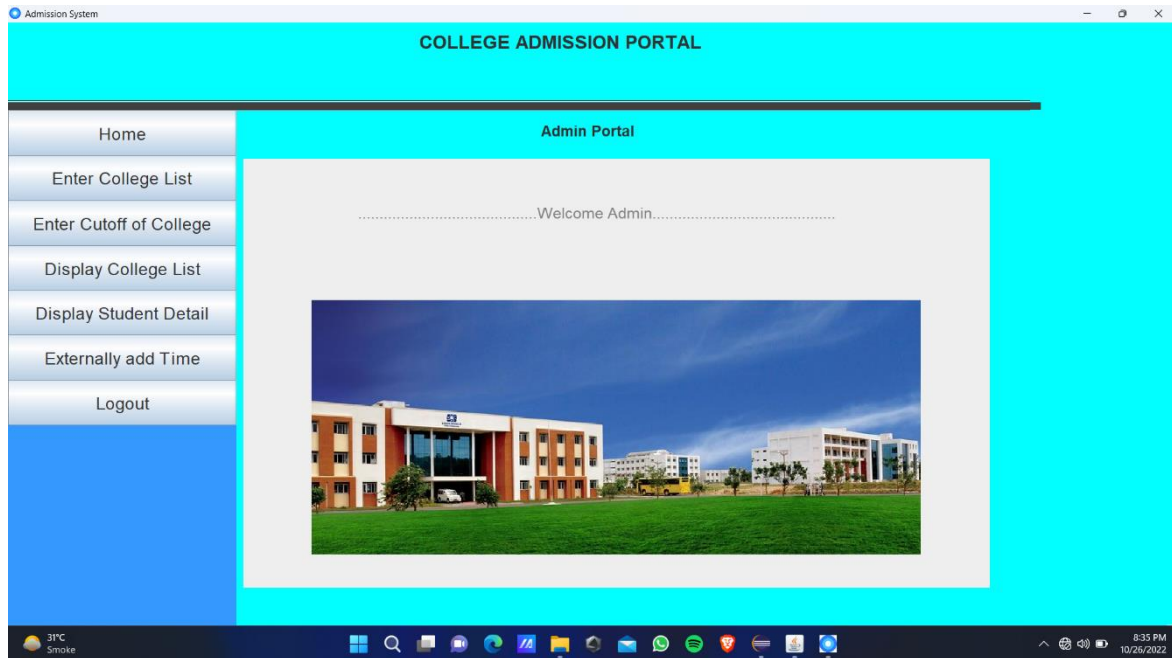 Admission System
COLLEGE ADMISSION PORTAL
Home
Enter College List
Enter Cutoff of College
Display College List
Display Student Detail
Externally add Time
Logout
Admin Portal
......................................Welcome Admin.......................................
31°C
Smoke
8:35 PM
10/26/2022